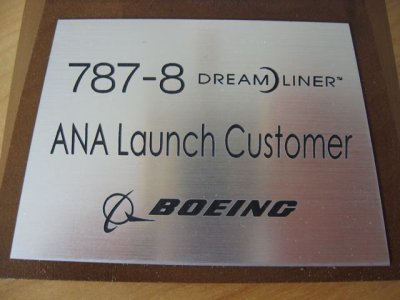 787-8 DREAMLINER™
ANA Launch Customer
BOEING